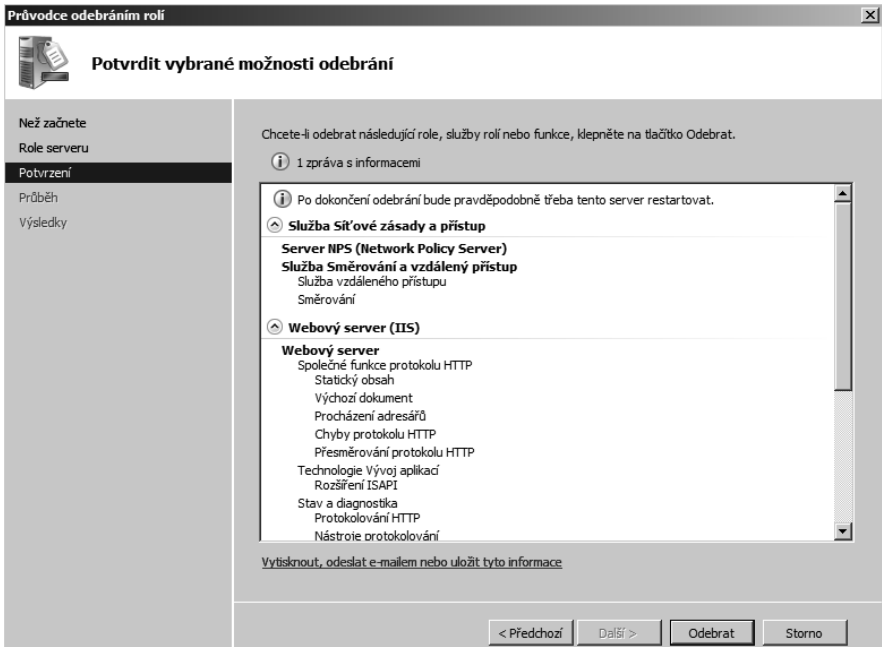 Průvodce odebráním rolí
Potvrdit vybrané možnosti odebrání
Než začnete
Role serveru
Potvrzení
Průběh
Výsledky
Chcete-li odebrat následující role, služby rolí nebo funkce, klepněte na tlačítko Odebrat.
1 zpráva s informacemi
Po dokončení odebrání bude pravděpodobně třeba tento server restartovat.
Služba Síťové zásady a přístup
Server NPS (Network Policy Server)
Služba Směrování a vzdálený přístup
Služba vzdáleného přístupu
Směrování
Webový server (IIS)
Webový server
Společné funkce protokolu HTTP
Statický obsah
Výchozí dokument
Procházení adresářů
Chyby protokolu HTTP
Přesměrování protokolu HTTP
Technologie Vývoj aplikací
Rozšíření ISAPI
Stav a diagnostika
Protokolování HTTP
Nástroje protokolování
Vytisknout, odeslat e-mailem nebo uložit tyto informace
< Předchozí
Další >
Odebrat
Storno